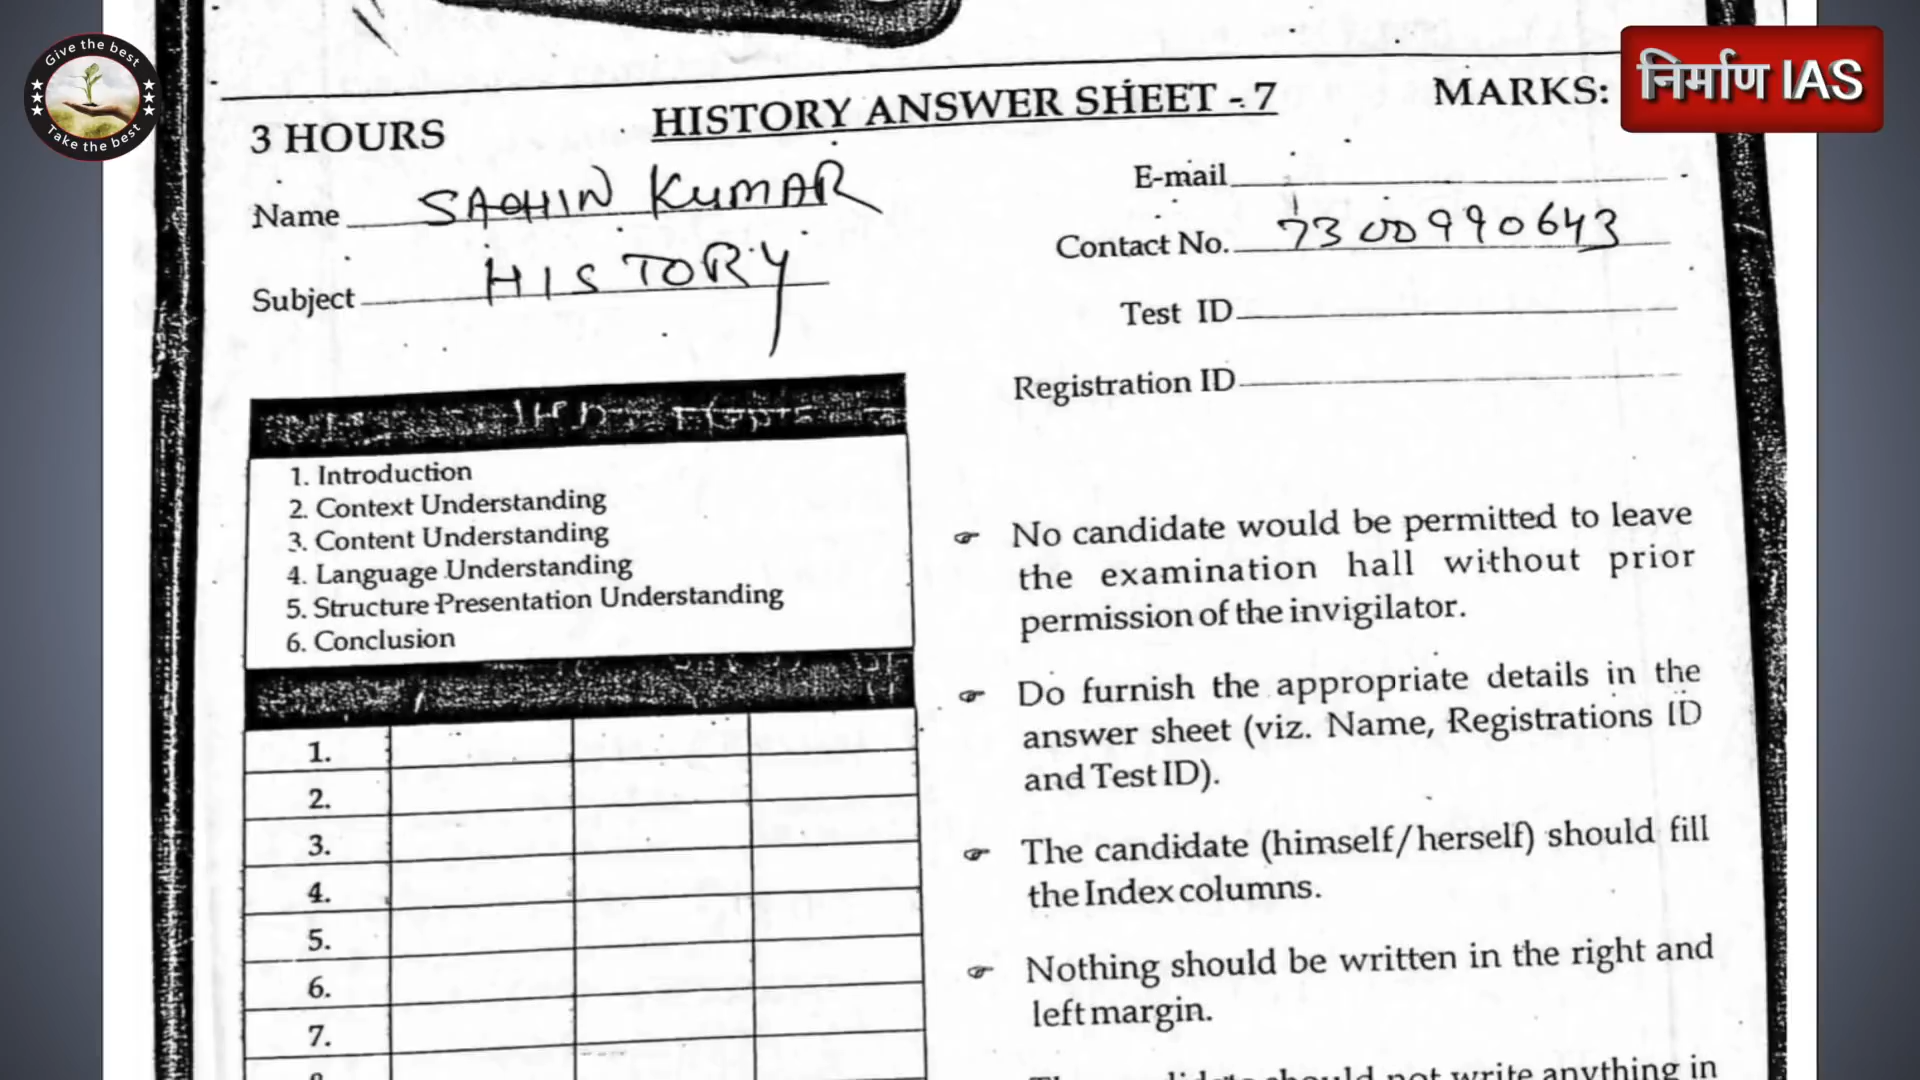 Give the best
Take the best
निर्माण IAS
HISTORY ANSWER SHEET - 7
MARKS:
3 HOURS
Name SACHIN KUMAR
Subject HISTORY
E-mail
Contact No. 7300990643
Test ID
Registration ID
1. Introduction
2. Context Understanding
3. Content Understanding
4. Language Understanding
5. Structure Presentation Understanding
6. Conclusion
1.
2.
3.
4.
5.
6.
7.
No candidate would be permitted to leave
the examination hall without prior
permission of the invigilator.
Do furnish the appropriate details in the
answer sheet (viz. Name, Registrations ID
and Test ID).
The candidate (himself/herself) should fill
the Index columns.
Nothing should be written in the right and
left margin.
should not write anything in